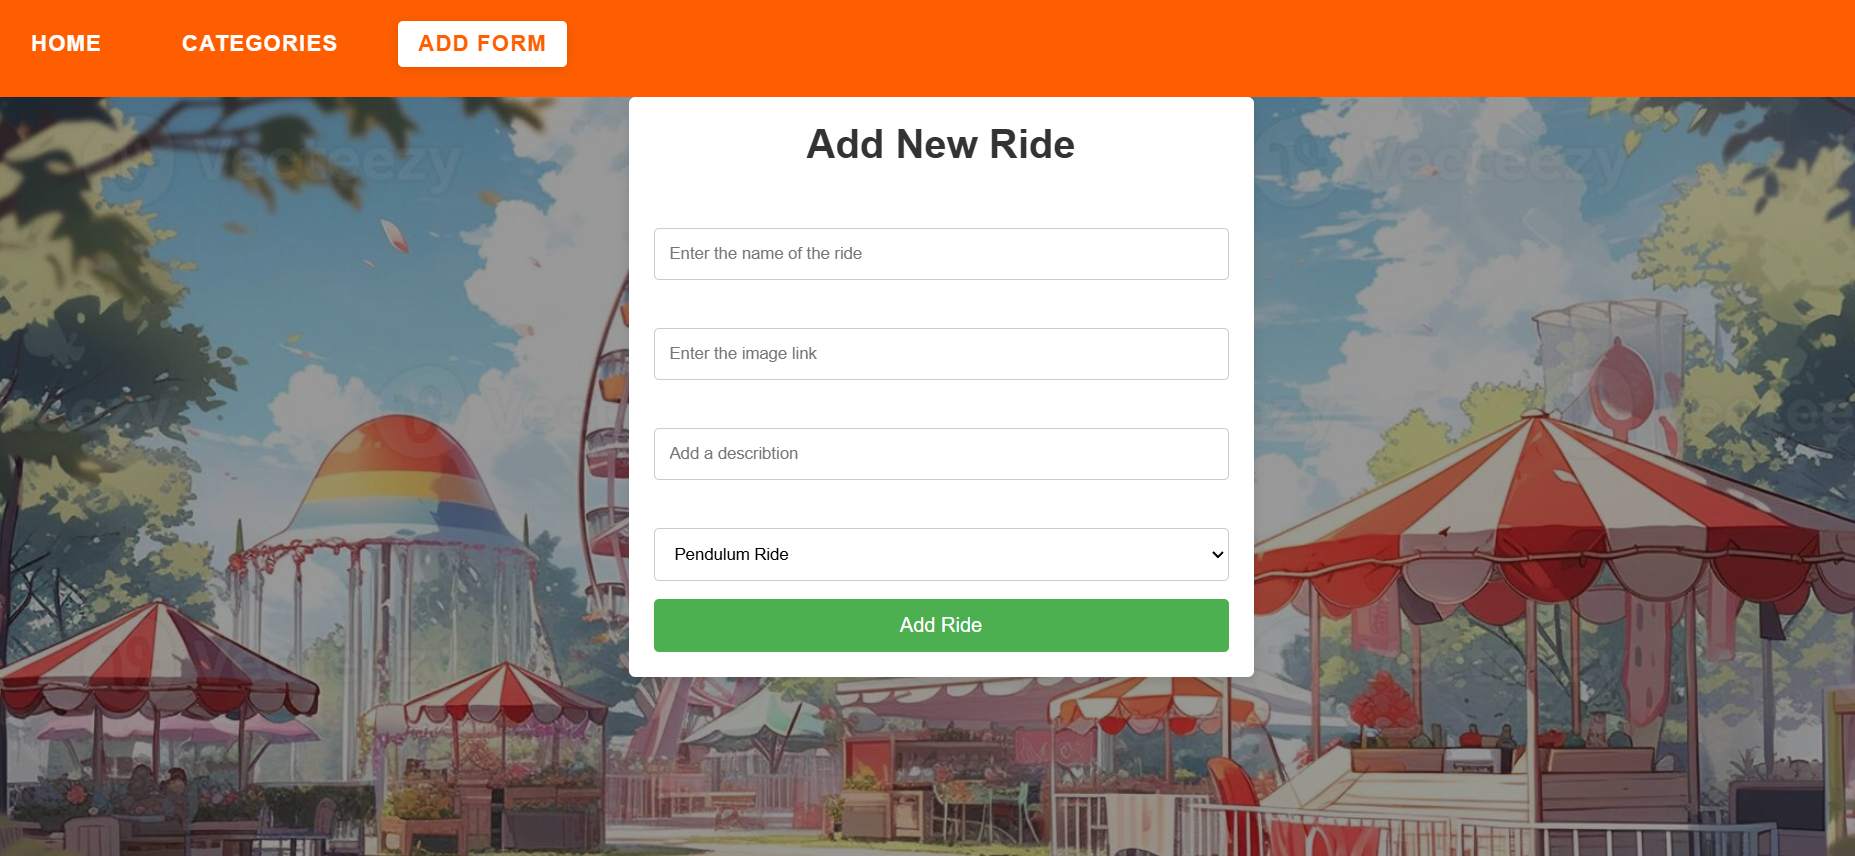 HOME CATEGORIES ADD FORM
Vecteezy
Vecteezy
Add New Ride
Enter the name of the ride
Enter the image link
Add a describtion
Pendulum Ride
Add Ride